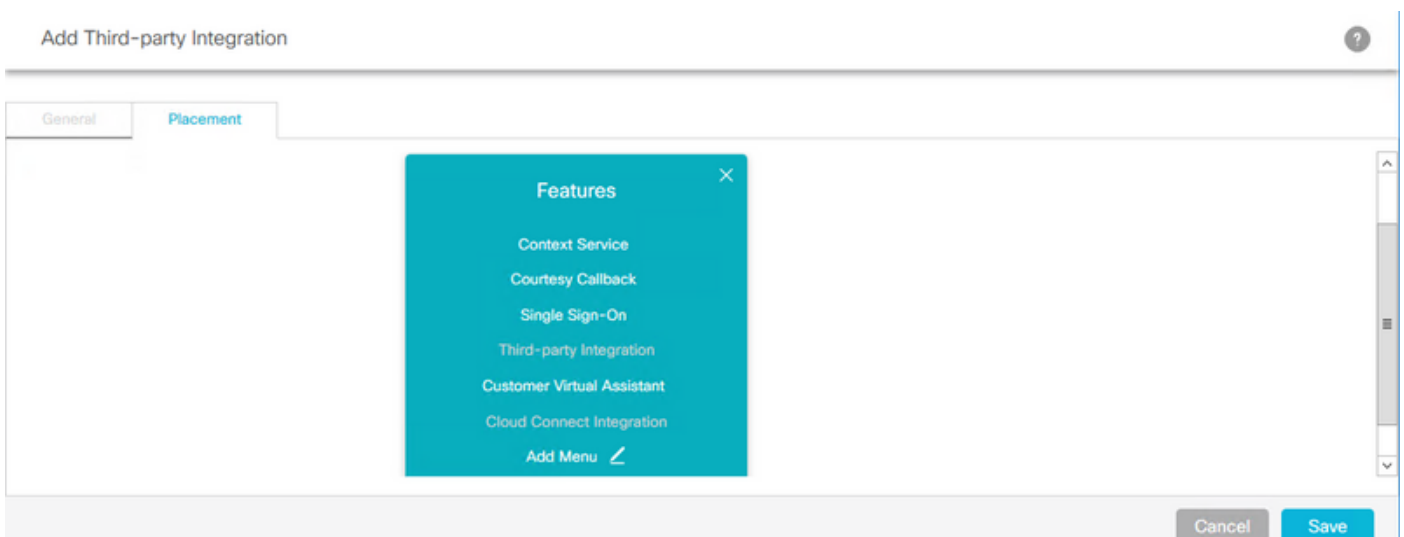 Add Third-party Integration
?
General
Placement
Features
Context Service
Courtesy Callback
Single Sign-On
Third-party Integration
Customer Virtual Assistant
Cloud Connect Integration
Add Menu
Cancel
Save